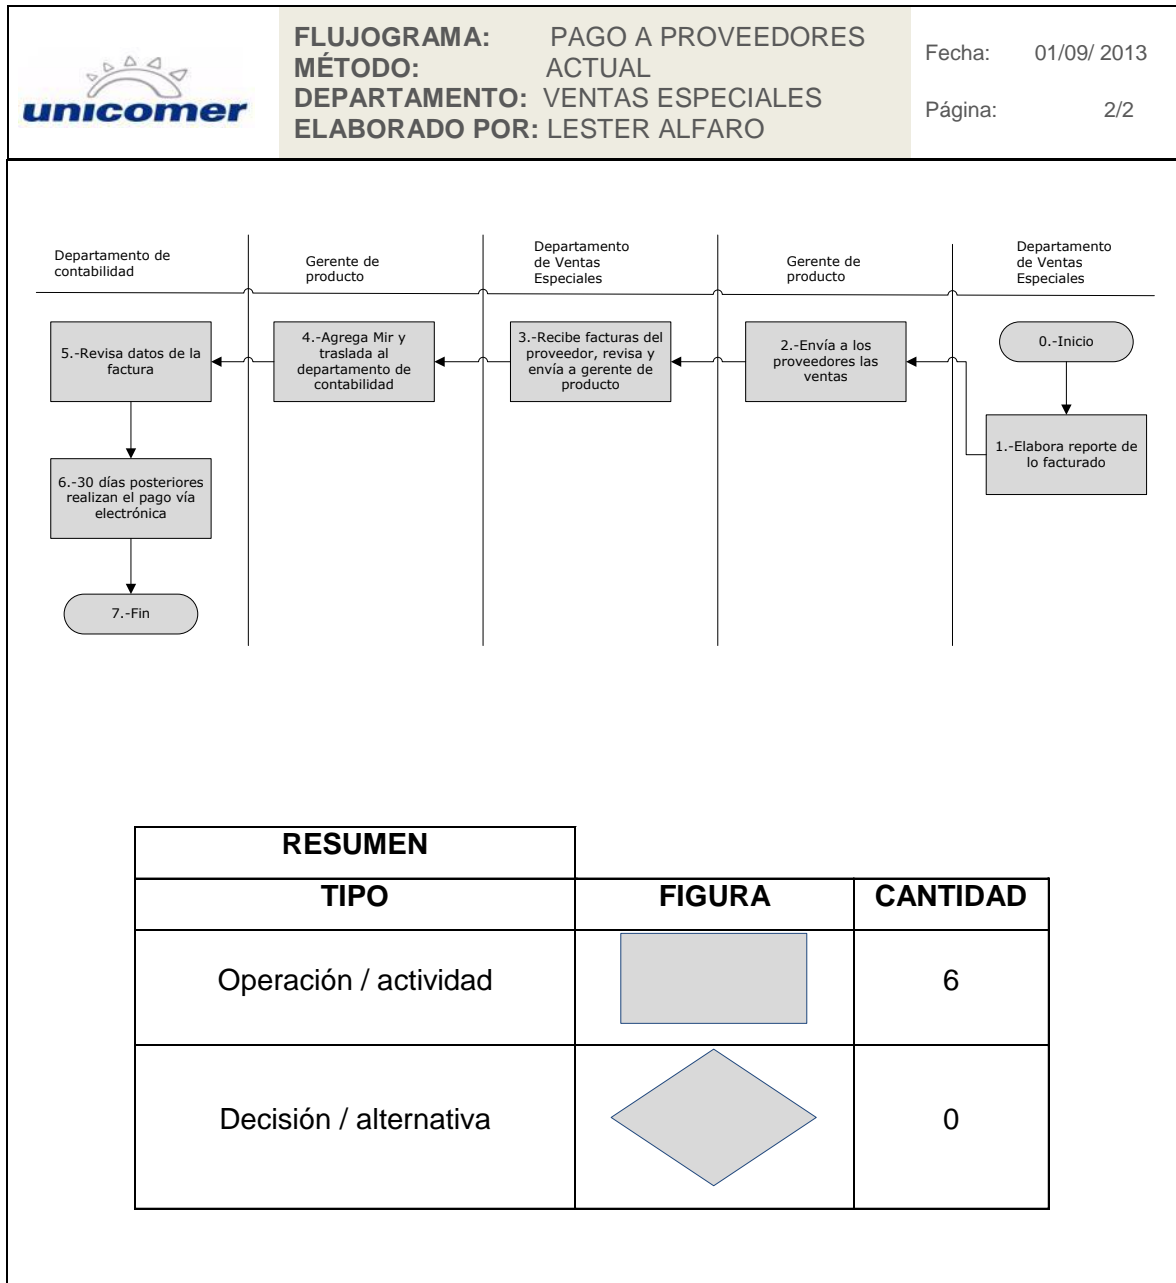 unicomer
FLUJOGRAMA: PAGO A PROVEEDORES
MÉTODO: ACTUAL
DEPARTAMENTO: VENTAS ESPECIALES
ELABORADO POR: LESTER ALFARO
Fecha: 01/09/ 2013
Página: 2/2
Departamento de
contabilidad
Gerente de
producto
Departamento
de Ventas
Especiales
Gerente de
producto
Departamento
de Ventas
Especiales
5.-Revisa datos de la
factura
4.-Agrega Mir y
traslada al
departamento de
contabilidad
3.-Recibe facturas del
proveedor, revisa y
envía a gerente de
producto
2.-Envía a los
proveedores las
ventas
0.-Inicio
1.-Elabora reporte de
lo facturado
6.-30 días posteriores
realizan el pago vía
electrónica
7.-Fin
RESUMEN
TIPO FIGURA CANTIDAD
Operación / actividad 6
Decisión / alternativa 0